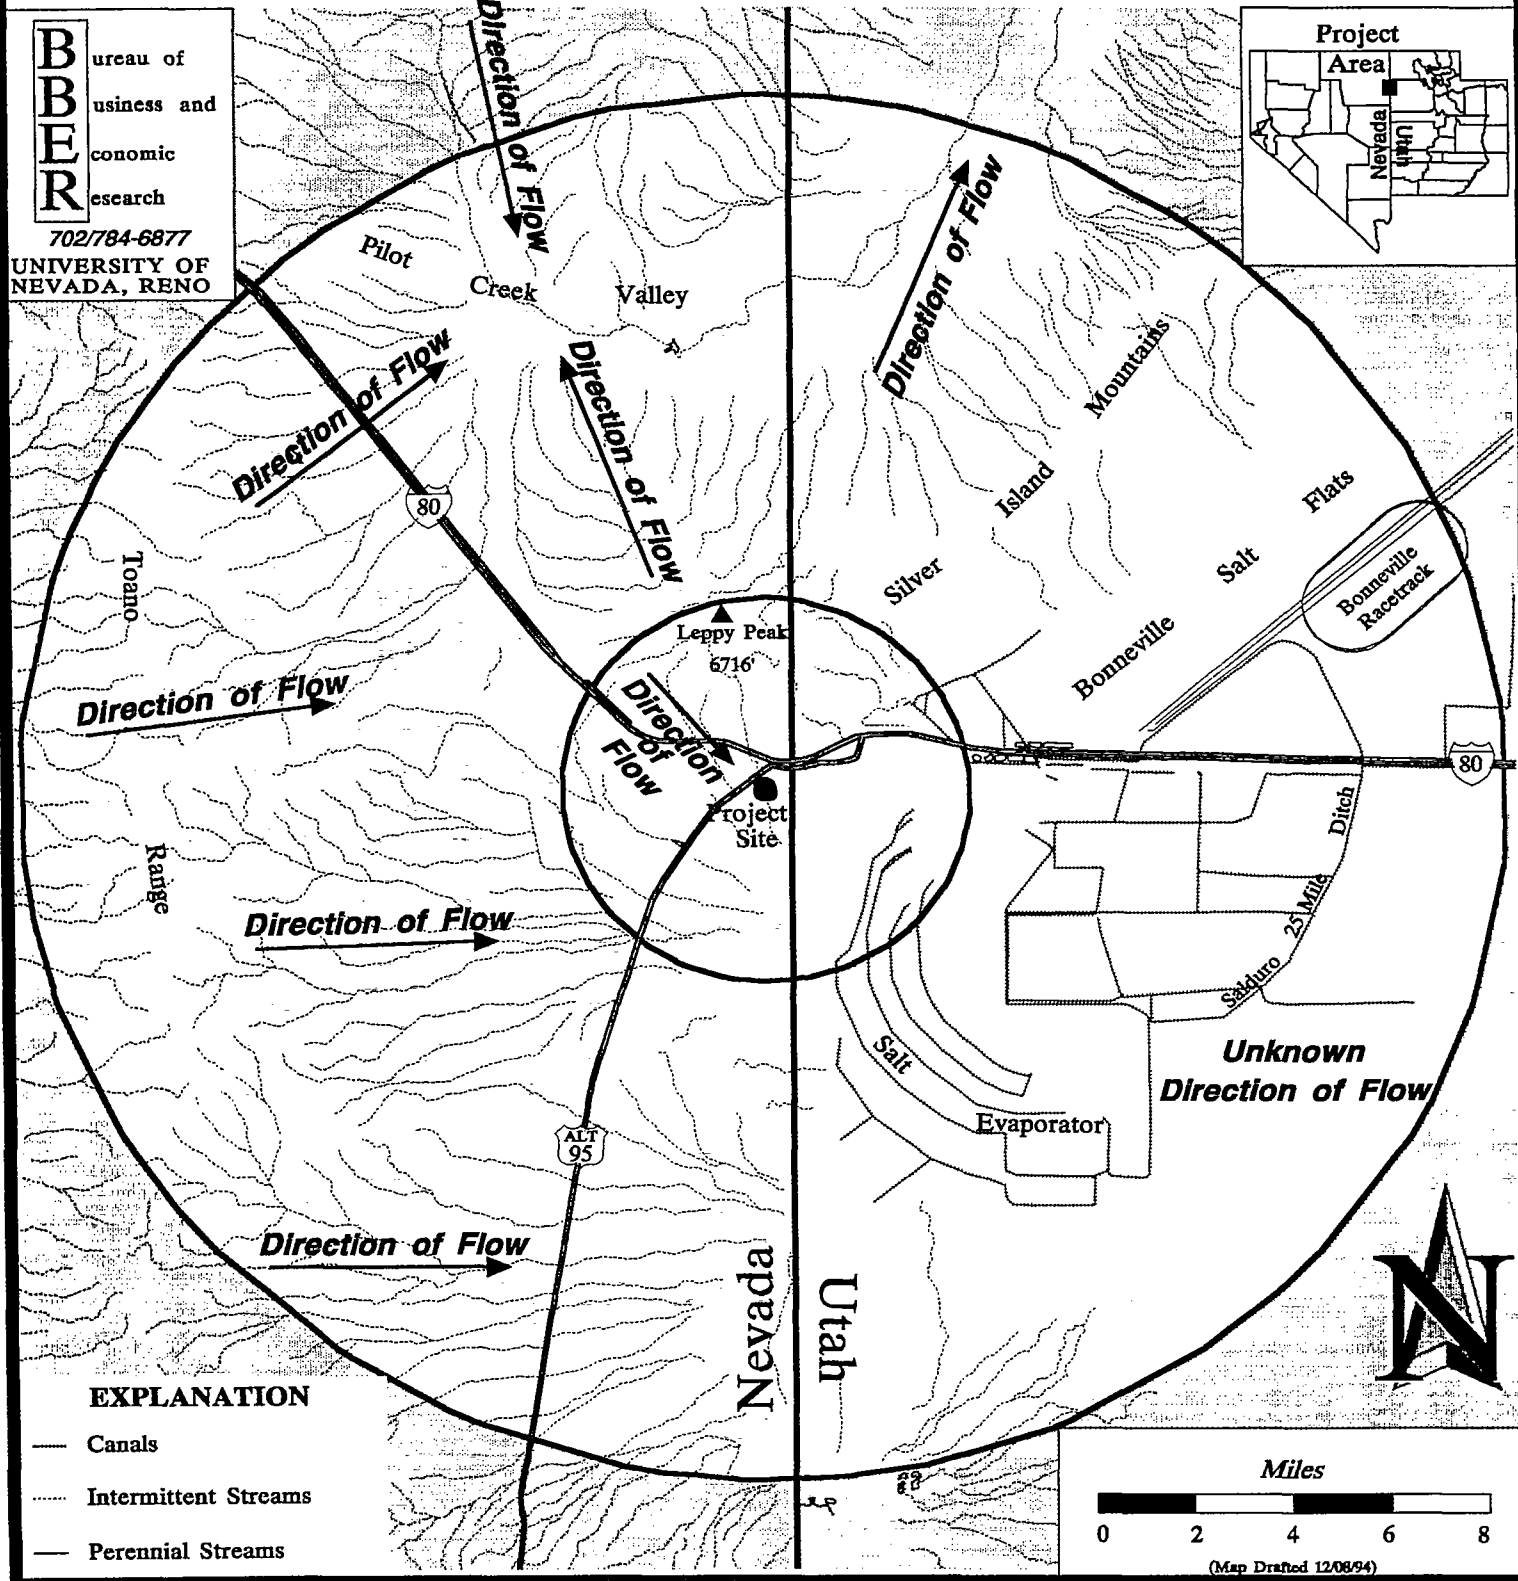 Bureau of
Business and
Economic
Research
702/784-6877
UNIVERSITY OF
NEVADA, RENO
Project
Area
Nevada
Utah
Direction of Flow
Pilot
Creek
Valley
Direction of Flow
Direction of Flow
Direction of Flow
Mountains
Island
Silver
80
Flats
Salt
Bonneville
Bonneville
Racetrack
Toano
Range
Leppy Peak
6716'
Direction of Flow
Direction
of
Flow
Project
Site
80
Ditch
25 Mile
Salduro
Direction of Flow
Salt
Evaporator
Unknown
Direction of Flow
ALT
95
Direction of Flow
Nevada
Utah
N
EXPLANATION
Canals
Intermittent Streams
Perennial Streams
Miles
0 2 4 6 8
(Map Drafted 12/08/94)